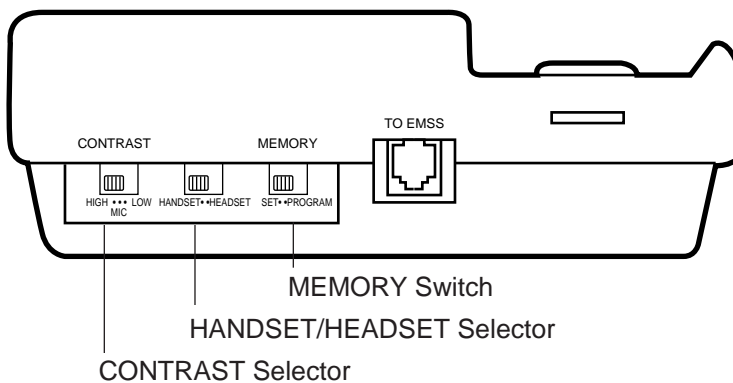 TO EMSS
CONTRAST
MEMORY
HIGH ••• LOW
MIC
HANDSET••HEADSET
SET••PROGRAM
MEMORY Switch
HANDSET/HEADSET Selector
CONTRAST Selector